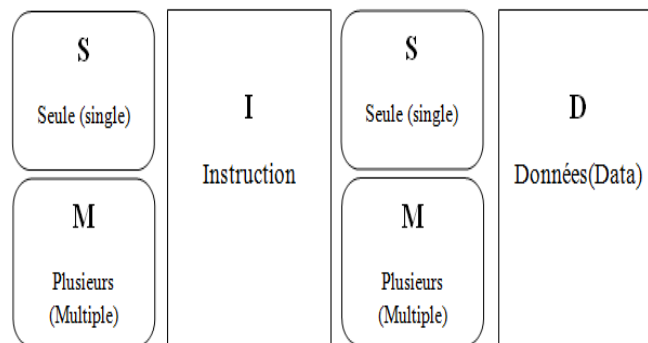 S
Seule (single)
M
Plusieurs
(Multiple)
I
Instruction
S
Seule (single)
M
Plusieurs
(Multiple)
D
Données(Data)